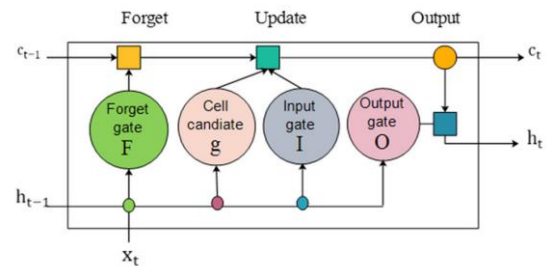 Forget
Update
Output
c_{t-1}
c_t
Forget
gate
F
Cell
candiate
g
Input
gate
I
Output
gate
O
h_t
h_{t-1}
x_t